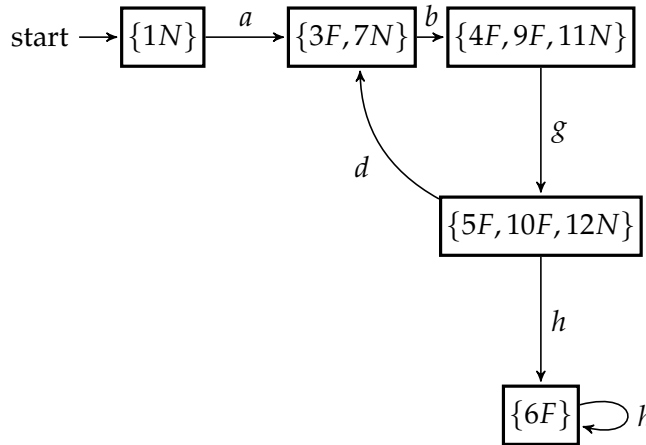 a b
start {1N} {3F, 7N} {4F, 9F, 11N}
g
d
{5F, 10F, 12N}
h
{6F} h